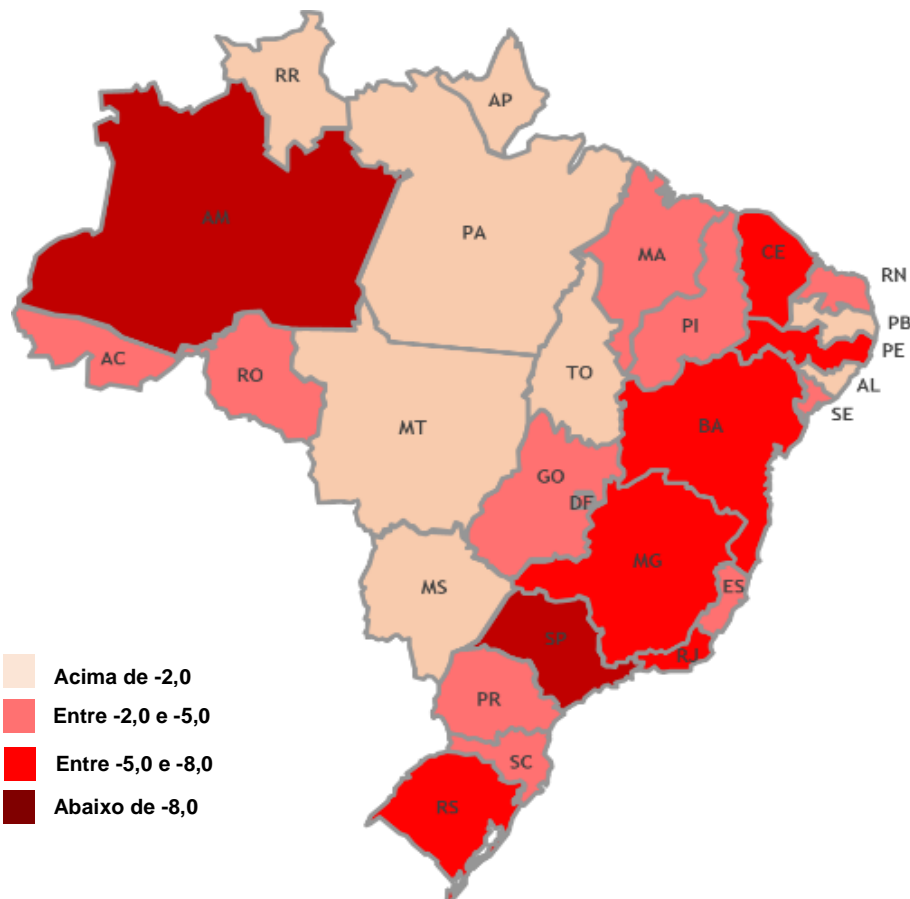 RR
AP
AM
PA
MA
CE
RN
PI
PB
PE
AC
RO
TO
AL
SE
MT
BA
GO
DF
MG
MS
ES
SP
RJ
Acima de -2,0
PR
Entre -2,0 e -5,0
SC
Entre -5,0 e -8,0
RS
Abaixo de -8,0